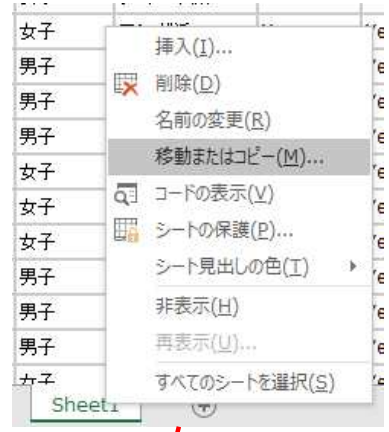 女子
男子
男子
男子
女子
女子
女子
男子
男子
男子
女子
挿入(I)...
削除(D)
名前の変更(R)
移動またはコピー(M)...
コードの表示(V)
シートの保護(P)...
シート見出しの色(T)
非表示(H)
再表示(U)...
すべてのシートを選択(S)
Sheet1